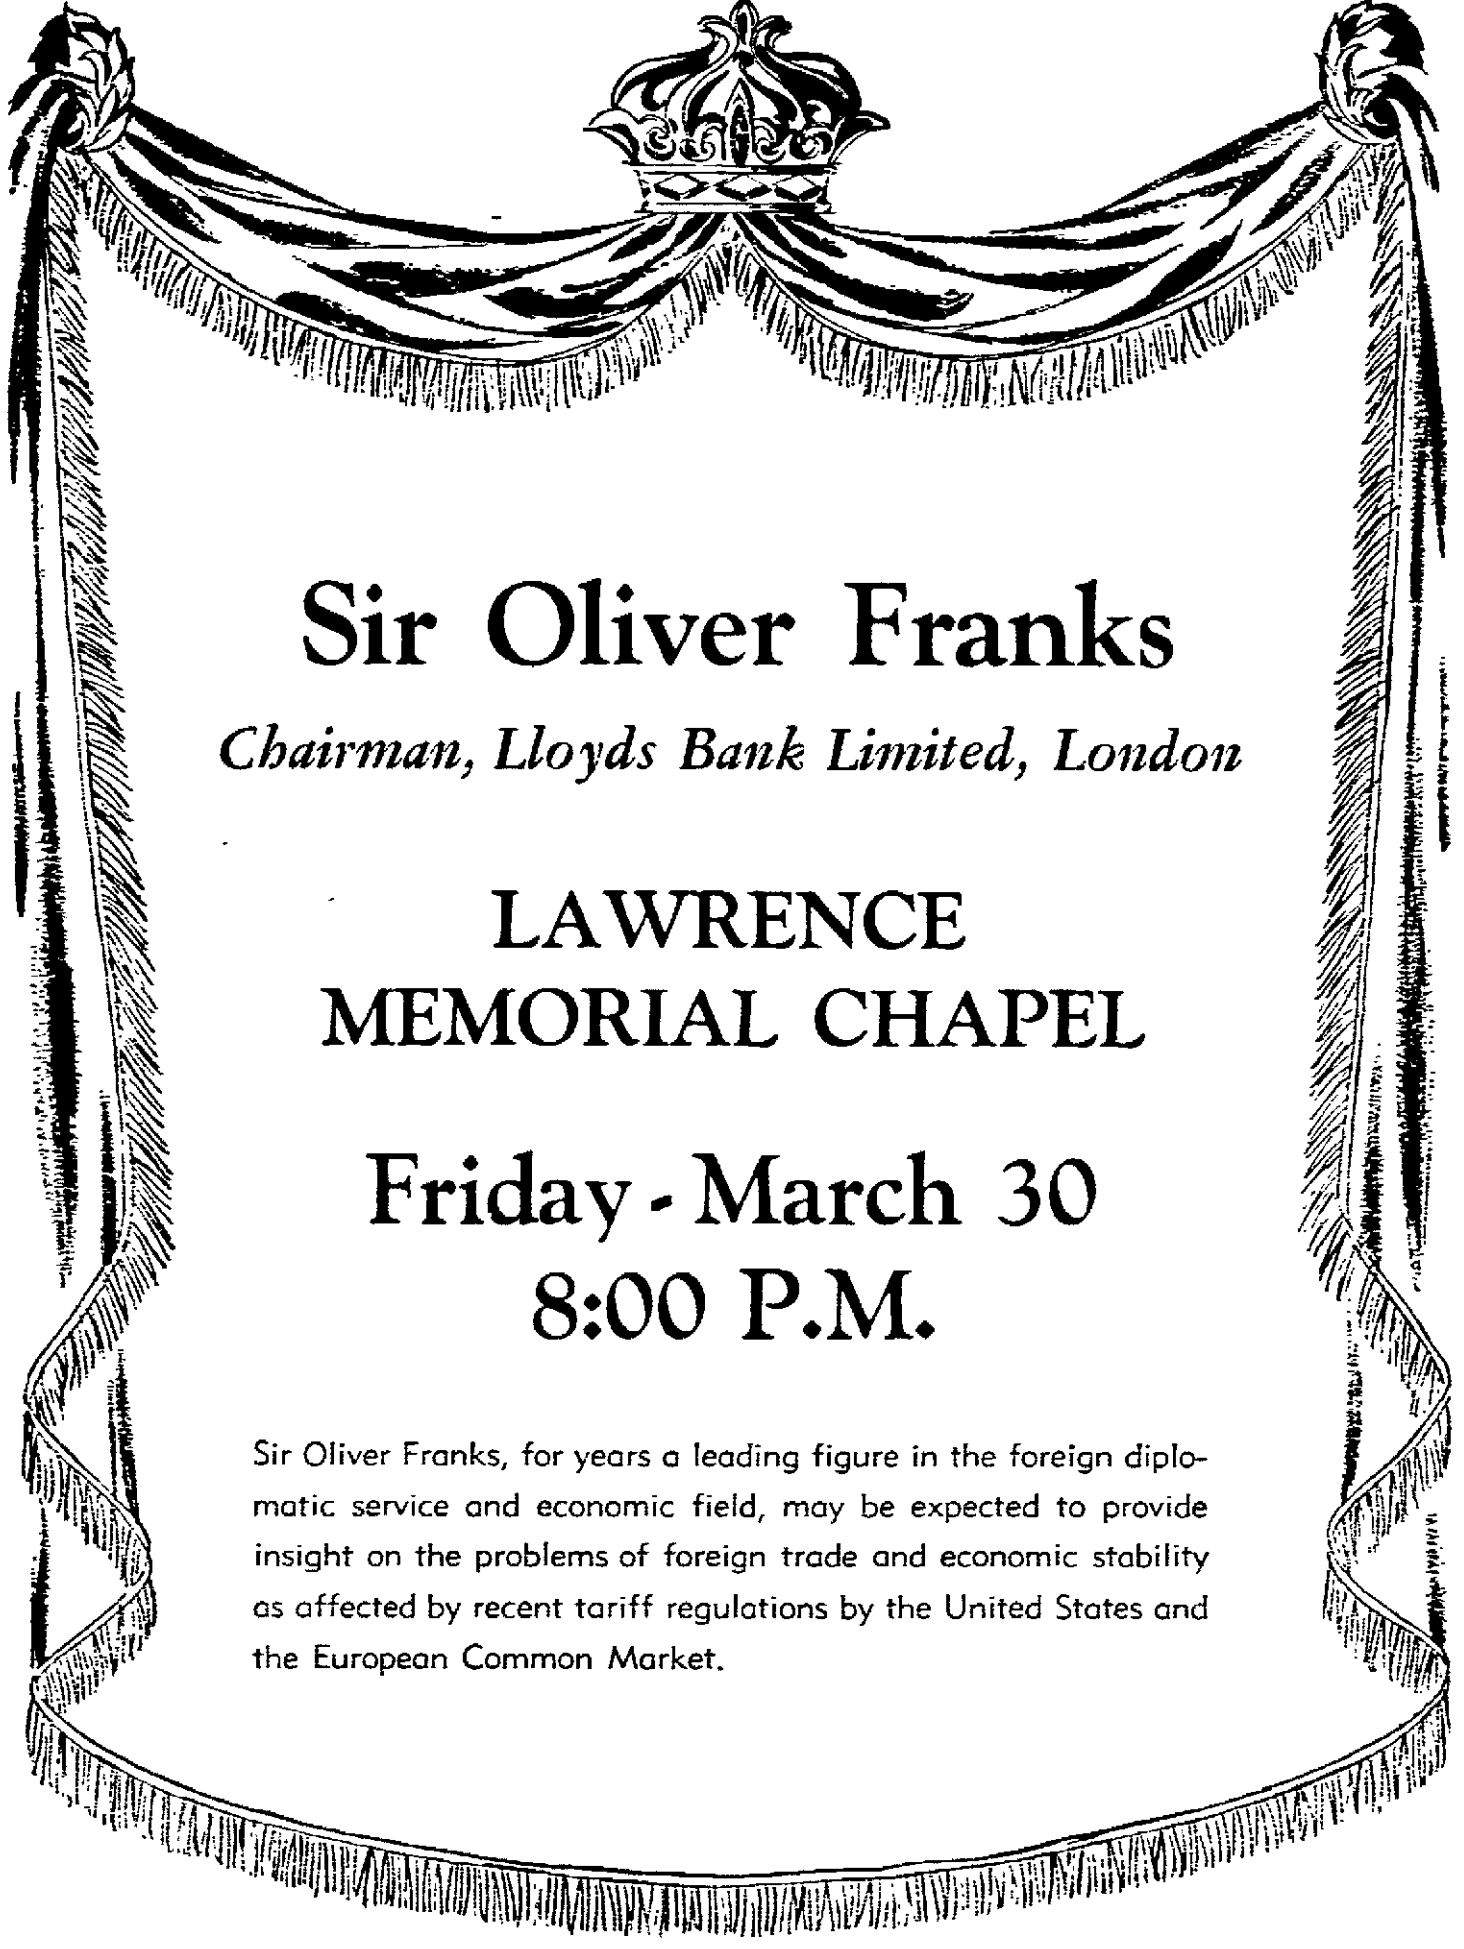 Sir Oliver Franks
Chairman, Lloyds Bank Limited, London
LAWRENCE
MEMORIAL CHAPEL
Friday - March 30
8:00 P.M.
Sir Oliver Franks, for years a leading figure in the foreign diplo-
matic service and economic field, may be expected to provide
insight on the problems of foreign trade and economic stability
as affected by recent tariff regulations by the United States and
the European Common Market.